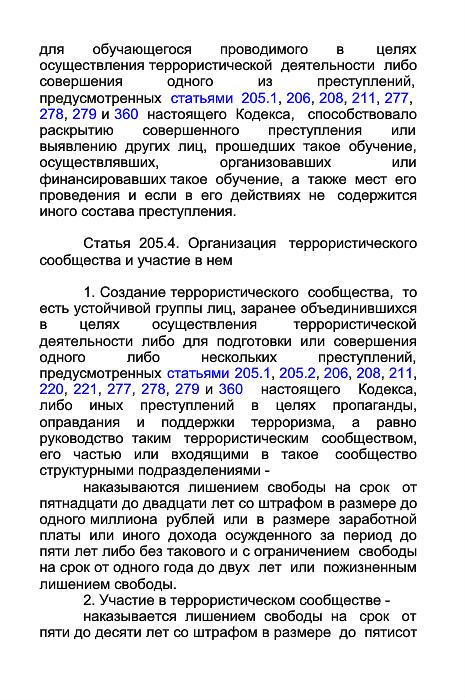 для обучающегося проводимого в целях
осуществления террористической деятельности либо
совершения одного из преступлений,
предусмотренных статьями 205.1, 206, 208, 211, 277,
278, 279 и 360 настоящего Кодекса, способствовало
раскрытию совершенного преступления или
выявлению других лиц, прошедших такое обучение,
осуществлявших, организовавших или
финансировавших такое обучение, а также мест его
проведения и если в его действиях не содержится
иного состава преступления.
Статья 205.4. Организация террористического
сообщества и участие в нем
1. Создание террористического сообщества, то
есть устойчивой группы лиц, заранее объединившихся
в целях осуществления террористической
деятельности либо для подготовки или совершения
одного либо нескольких преступлений,
предусмотренных статьями 205.1, 205.2, 206, 208, 211,
220, 221, 277, 278, 279 и 360 настоящего Кодекса,
либо иных преступлений в целях пропаганды,
оправдания и поддержки терроризма, а равно
руководство таким террористическим сообществом,
его частью или входящими в такое сообщество
структурными подразделениями -
наказываются лишением свободы на срок от
пятнадцати до двадцати лет со штрафом в размере до
одного миллиона рублей или в размере заработной
платы или иного дохода осужденного за период до
пяти лет либо без такового и с ограничением свободы
на срок от одного года до двух лет или пожизненным
лишением свободы.
2. Участие в террористическом сообществе -
наказывается лишением свободы на срок от
пяти до десяти лет со штрафом в размере до пятисот